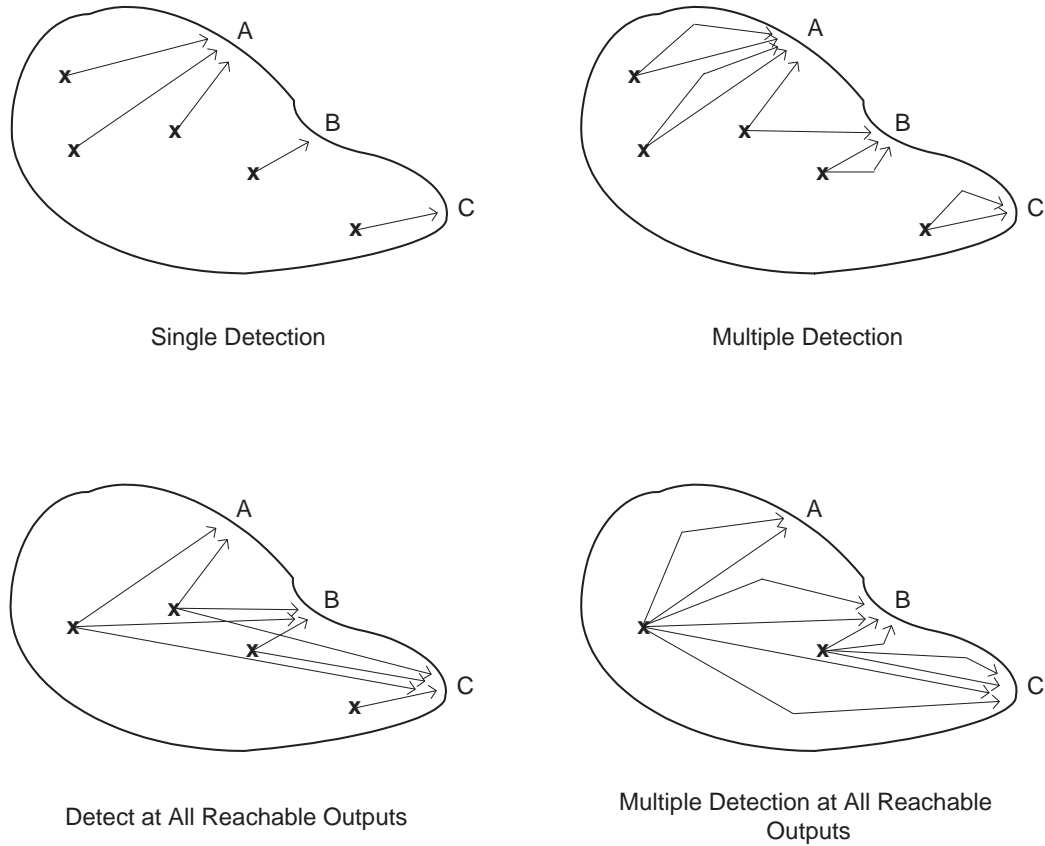 A
x
x
x
B
x
x
C
Single Detection
A
x
x
x
B
x
x
C
Multiple Detection
A
x
x
B
x
x
C
Detect at All Reachable Outputs
A
x
B
x
C
Multiple Detection at All Reachable
Outputs